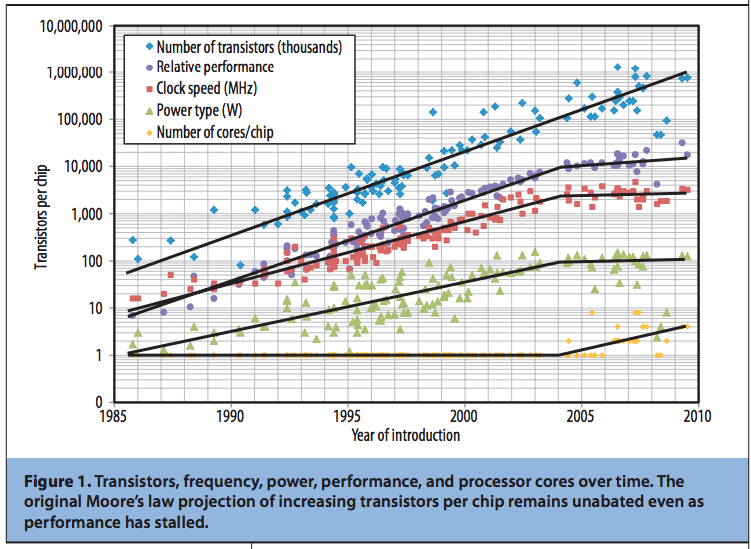 10,000,000
1,000,000
100,000
10,000
1,000
100
10
1
0
Transistors per chip
Number of transistors (thousands)
Relative performance
Clock speed (MHz)
Power type (W)
Number of cores/chip
1985 1990 1995 2000 2005 2010
Year of introduction
Figure 1. Transistors, frequency, power, performance, and processor cores over time. The
original Moore’s law projection of increasing transistors per chip remains unabated even as
performance has stalled.